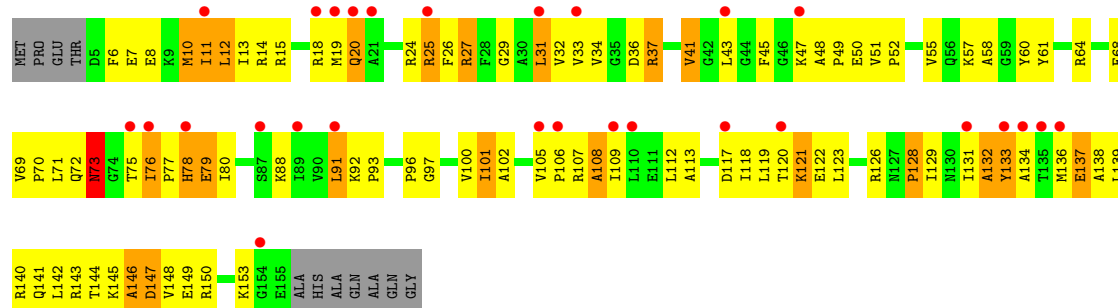 MET PRO GLU THR D5 F6 E7 E8 K9 M10 I11 L12 I13 R14 R15 R18 M19 Q20 A21 R24 R25 F26 R27 F28 G29 A30 L31 V32 V33 V34 G35 D36 R37 V41 G42 L43 G44 F45 G46 K47 A48 P49 E50 V51 P52 V55 Q56 K57 A58 G59 Y60 Y61 R64
V69 P70 L71 Q72 N73 G74 T75 I76 P77 H78 E79 I80 S87 K88 I89 V90 L91 K92 P93 P96 G97 V100 I101 A102 V105 P106 R107 A108 I109 L110 E111 L112 A113 D117 I118 L119 T120 K121 E122 L123 R126 N127 P128 I129 N130 I131 A132 Y133 A134 T135 M136 E137 A138
R140 Q141 L142 R143 T144 K145 A146 D147 V148 E149 R150 K153 G154 E155 ALA HIS ALA GLN ALA GLN GLY